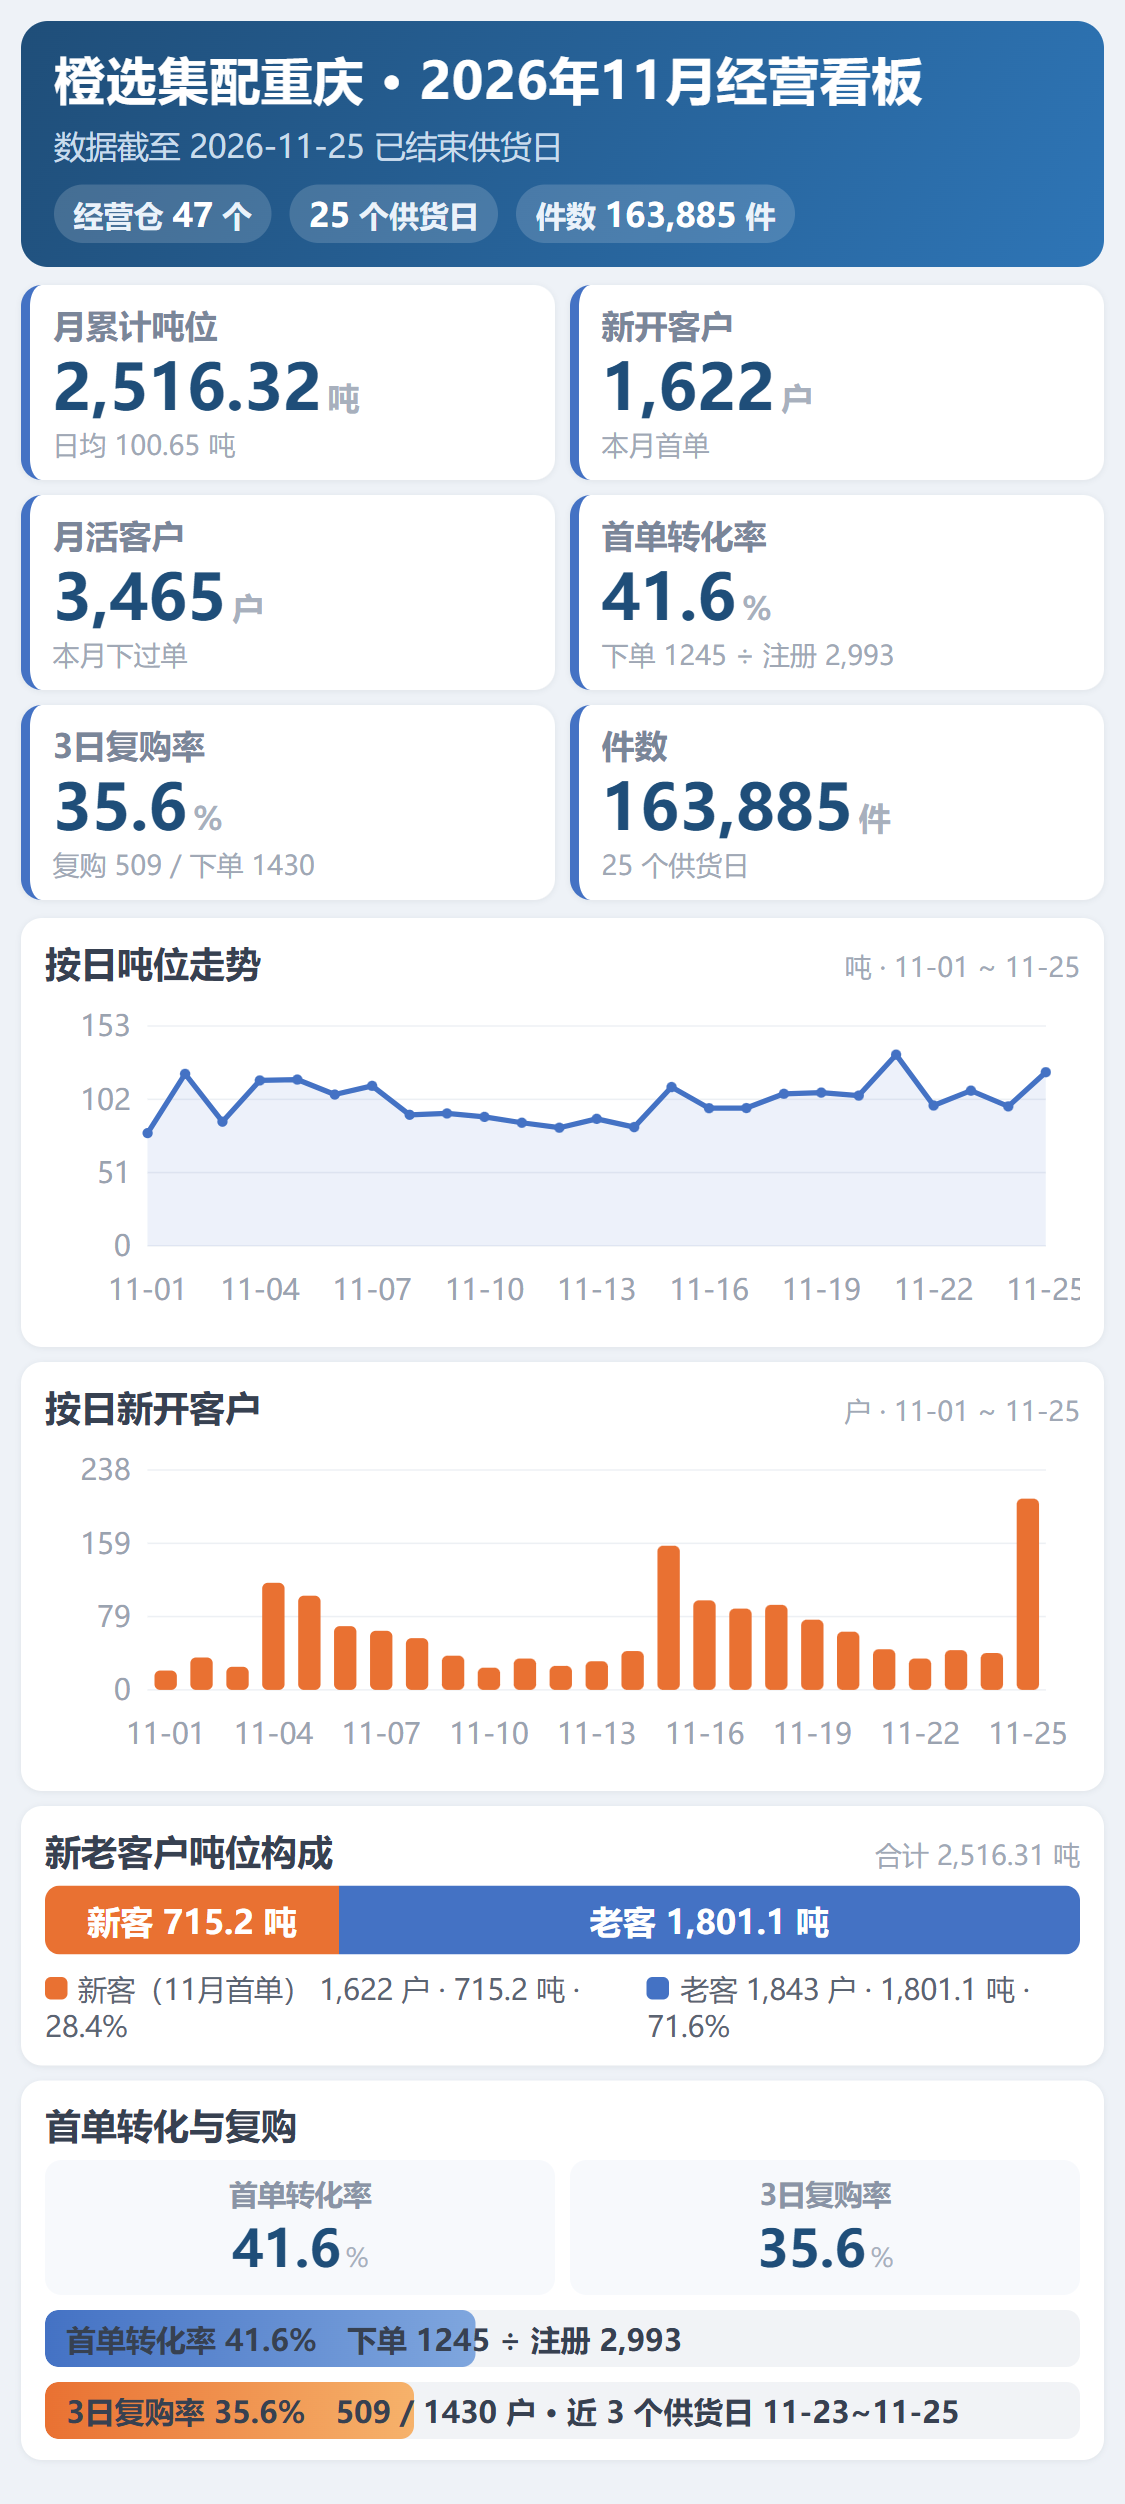 橙选集配重庆 · 2026年11月经营看板
数据截至 2026-11-25 已结束供货日
经营仓 47 个
25 个供货日
件数 163,885 件
月累计吨位
2,516.32 吨
日均 100.65 吨
新开客户
1,622 户
本月首单
月活客户
3,465 户
本月下过单
首单转化率
41.6 %
下单 1245 ÷ 注册 2,993
3日复购率
35.6 %
复购 509 / 下单 1430
件数
163,885 件
25 个供货日
按日吨位走势
吨 · 11-01 ~ 11-25
153
102
51
0
11-01 11-04 11-07 11-10 11-13 11-16 11-19 11-22 11-25
按日新开客户
户 · 11-01 ~ 11-25
238
159
79
0
11-01 11-04 11-07 11-10 11-13 11-16 11-19 11-22 11-25
新老客户吨位构成
合计 2,516.31 吨
新客 715.2 吨
老客 1,801.1 吨
新客（11月首单） 1,622 户 · 715.2 吨 ·
28.4%
老客 1,843 户 · 1,801.1 吨 ·
71.6%
首单转化与复购
首单转化率
41.6 %
3日复购率
35.6 %
首单转化率 41.6% 下单 1245 ÷ 注册 2,993
3日复购率 35.6% 509 / 1430 户 · 近 3 个供货日 11-23~11-25